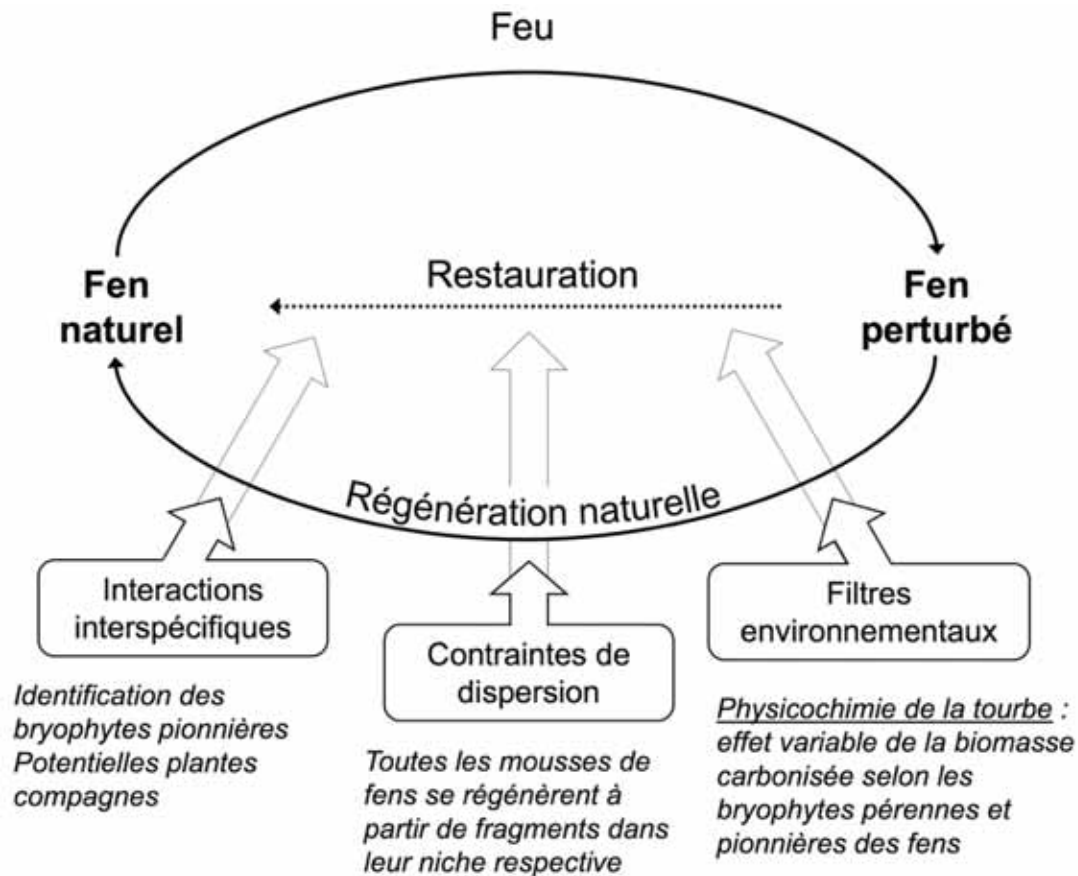 Feu
Restauration
Fen
naturel
Fen
perturbé
Régénération naturelle
Interactions
interspécifiques
Identification des
bryophytes pionnières
Potentielles plantes
compagnes
Contraintes de
dispersion
Toutes les mousses de
fens se régénèrent à
partir de fragments dans
leur niche respective
Filtres
environnementaux
Physicochimie de la tourbe :
effet variable de la biomasse
carbonisée selon les
bryophytes pérennes et
pionnières des fens